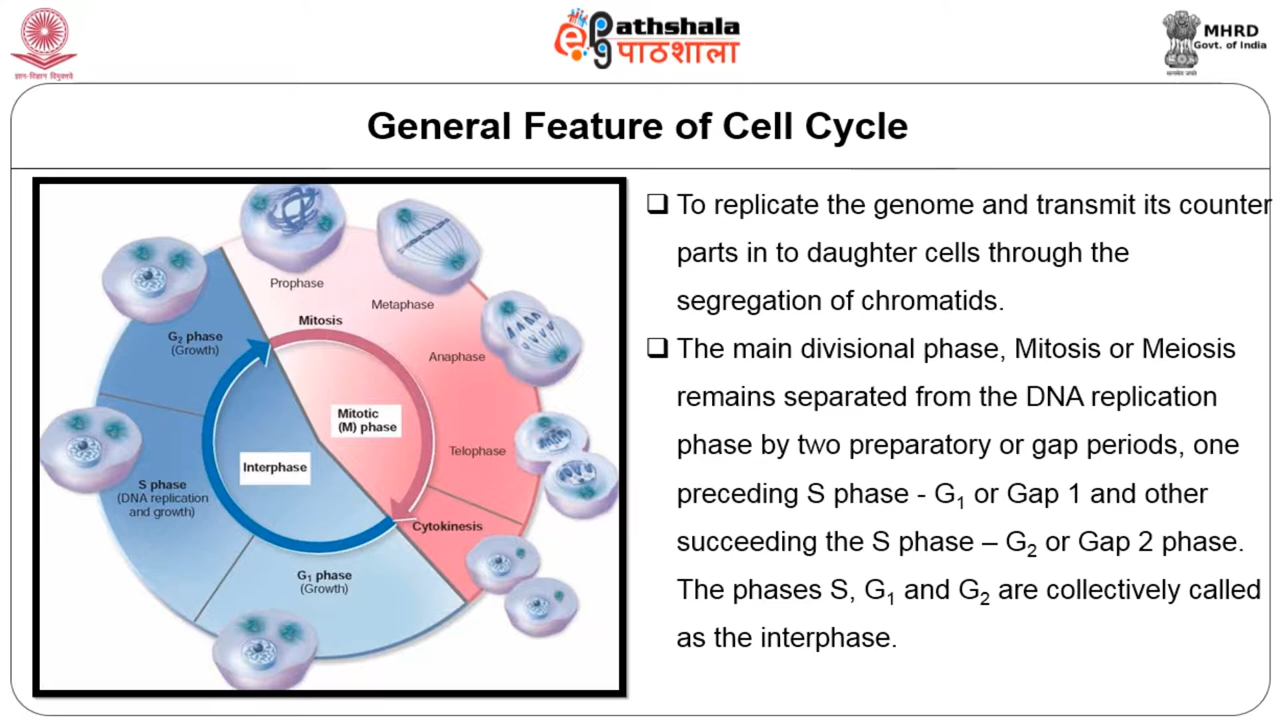 ज्ञान-विज्ञान विमुक्तये
ePg Pathshala
पाठशाला
MHRD
Govt. of India
सत्यमेव जयते
General Feature of Cell Cycle
Prophase
Metaphase
Mitosis
G₂ phase
(Growth)
Anaphase
Mitotic
(M) phase
Telophase
Interphase
S phase
(DNA replication
and growth)
Cytokinesis
G₁ phase
(Growth)
❑ To replicate the genome and transmit its counter
parts in to daughter cells through the
segregation of chromatids.
❑ The main divisional phase, Mitosis or Meiosis
remains separated from the DNA replication
phase by two preparatory or gap periods, one
preceding S phase - G₁ or Gap 1 and other
succeeding the S phase – G₂ or Gap 2 phase.
The phases S, G₁ and G₂ are collectively called
as the interphase.